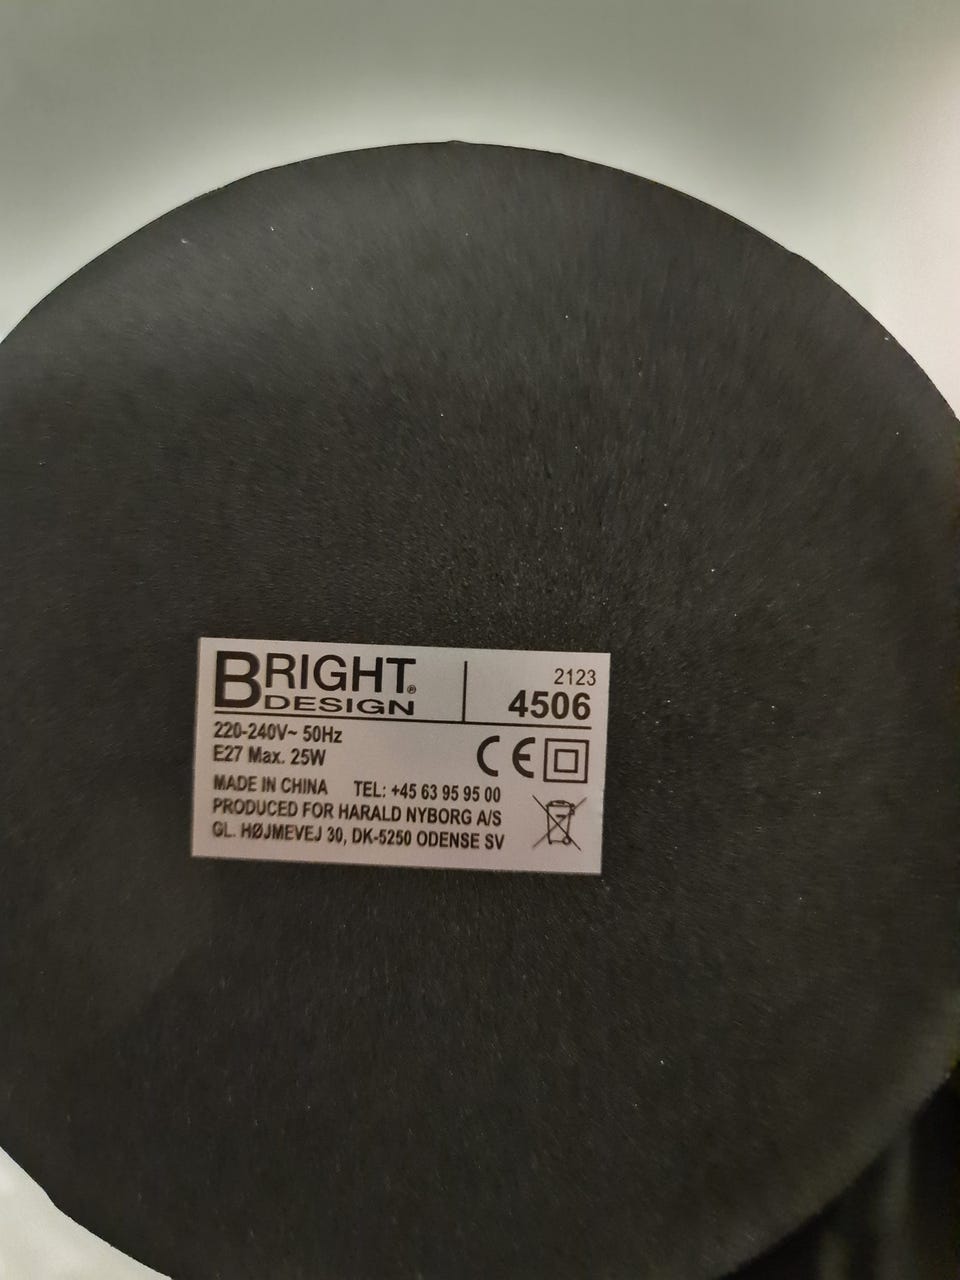 BRIGHT®
DESIGN
2123
4506
220-240V~ 50Hz
E27 Max. 25W
CE
MADE IN CHINA TEL: +45 63 95 95 00
PRODUCED FOR HARALD NYBORG A/S
GL. HØJMEVEJ 30, DK-5250 ODENSE SV